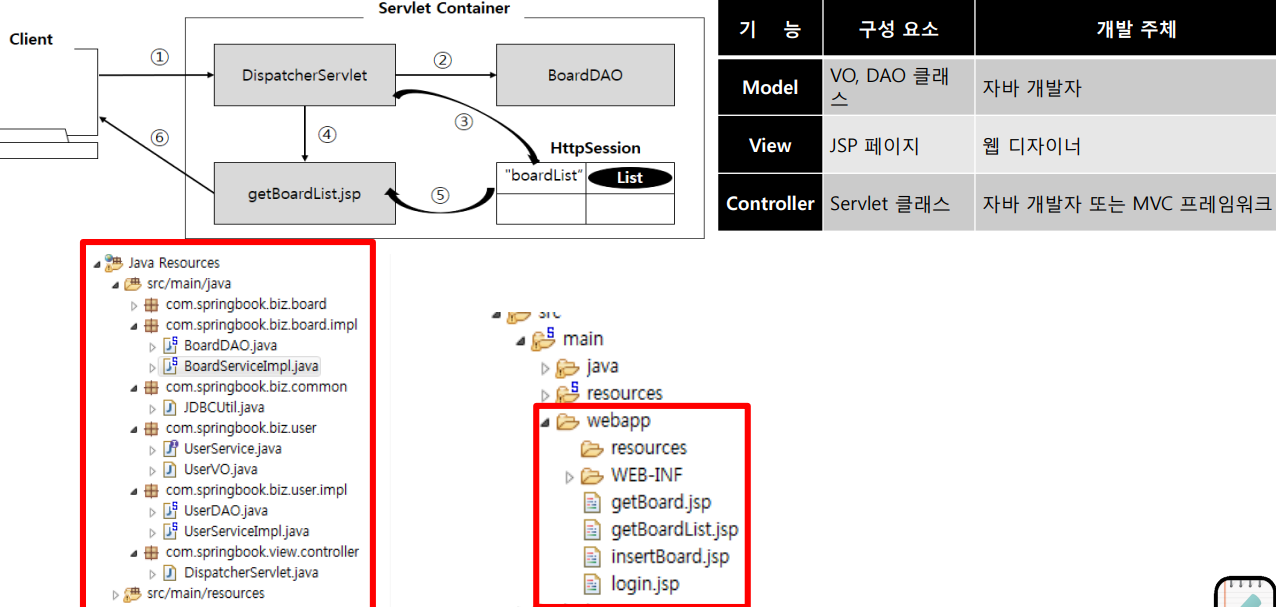 Servlet Container
Client
①
DispatcherServlet
②
BoardDAO
③
④
⑥
HttpSession
"boardList"
List
getBoardList.jsp
⑤
기 능
구성 요소
개발 주체
Model
VO, DAO 클래
스
자바 개발자
View
JSP 페이지
웹 디자이너
Controller
Servlet 클래스
자바 개발자 또는 MVC 프레임워크
Java Resources
src/main/java
com.springbook.biz.board
com.springbook.biz.board.impl
BoardDAO.java
BoardServiceImpl.java
com.springbook.biz.common
JDBCUtil.java
com.springbook.biz.user
UserService.java
UserVO.java
com.springbook.biz.user.impl
UserDAO.java
UserServiceImpl.java
com.springbook.view.controller
DispatcherServlet.java
src/main/resources
src
main
java
resources
webapp
resources
WEB-INF
getBoard.jsp
getBoardList.jsp
insertBoard.jsp
login.jsp